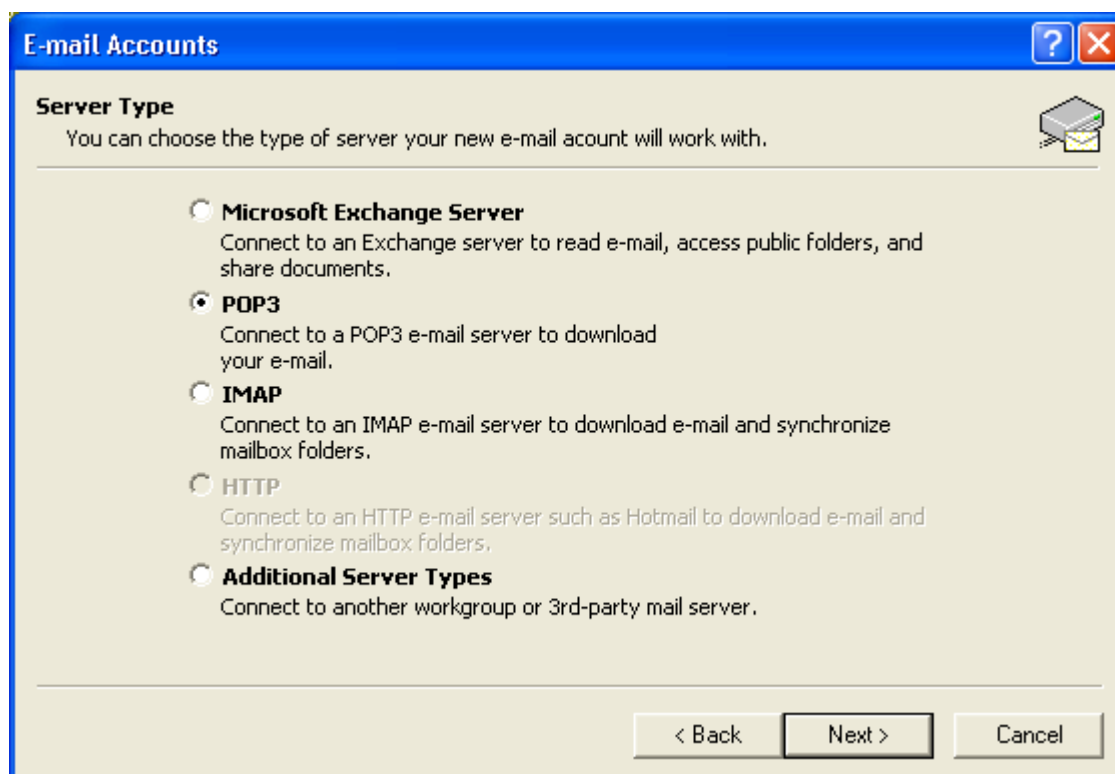 E-mail Accounts
Server Type
You can choose the type of server your new e-mail acount will work with.
Microsoft Exchange Server
Connect to an Exchange server to read e-mail, access public folders, and
share documents.
POP3
Connect to a POP3 e-mail server to download
your e-mail.
IMAP
Connect to an IMAP e-mail server to download e-mail and synchronize
mailbox folders.
HTTP
Connect to an HTTP e-mail server such as Hotmail to download e-mail and
synchronize mailbox folders.
Additional Server Types
Connect to another workgroup or 3rd-party mail server.
< Back Next > Cancel